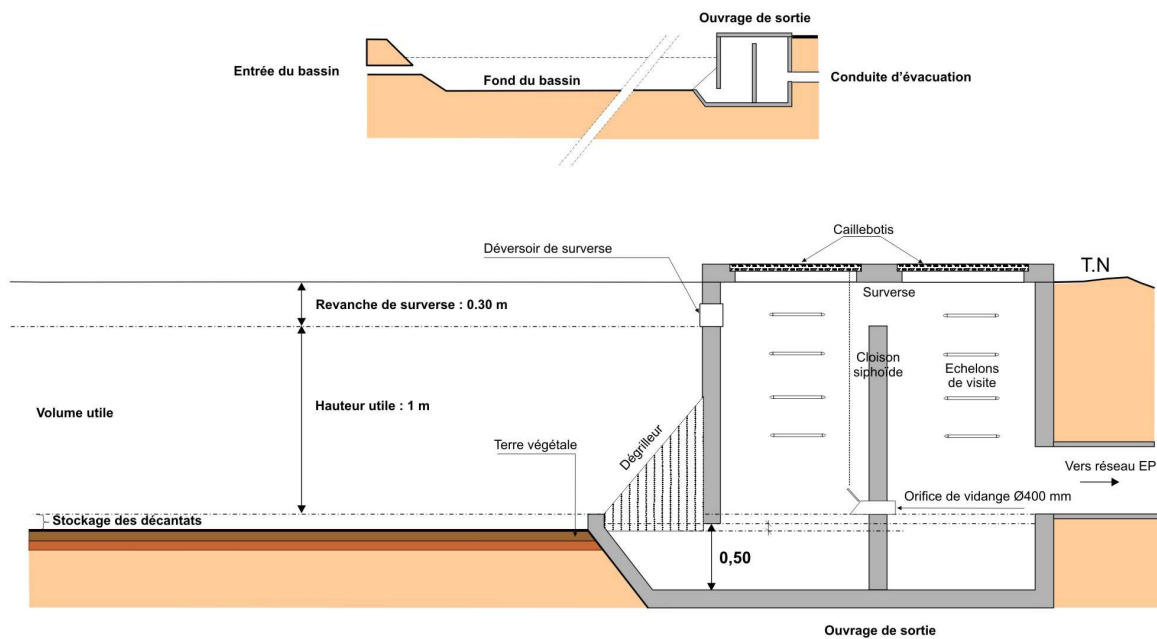 Ouvrage de sortie
Entrée du bassin
Fond du bassin
Conduite d'évacuation
Caillebotis
Déversoir de surverse
T.N
Surverse
Revanche de surverse : 0.30 m
Cloison
siphoïde
Echelons
de visite
Hauteur utile : 1 m
Volume utile
Dégrilleur
Terre végétale
Vers réseau EP
Orifice de vidange Ø400 mm
Stockage des décantats
0,50
Ouvrage de sortie